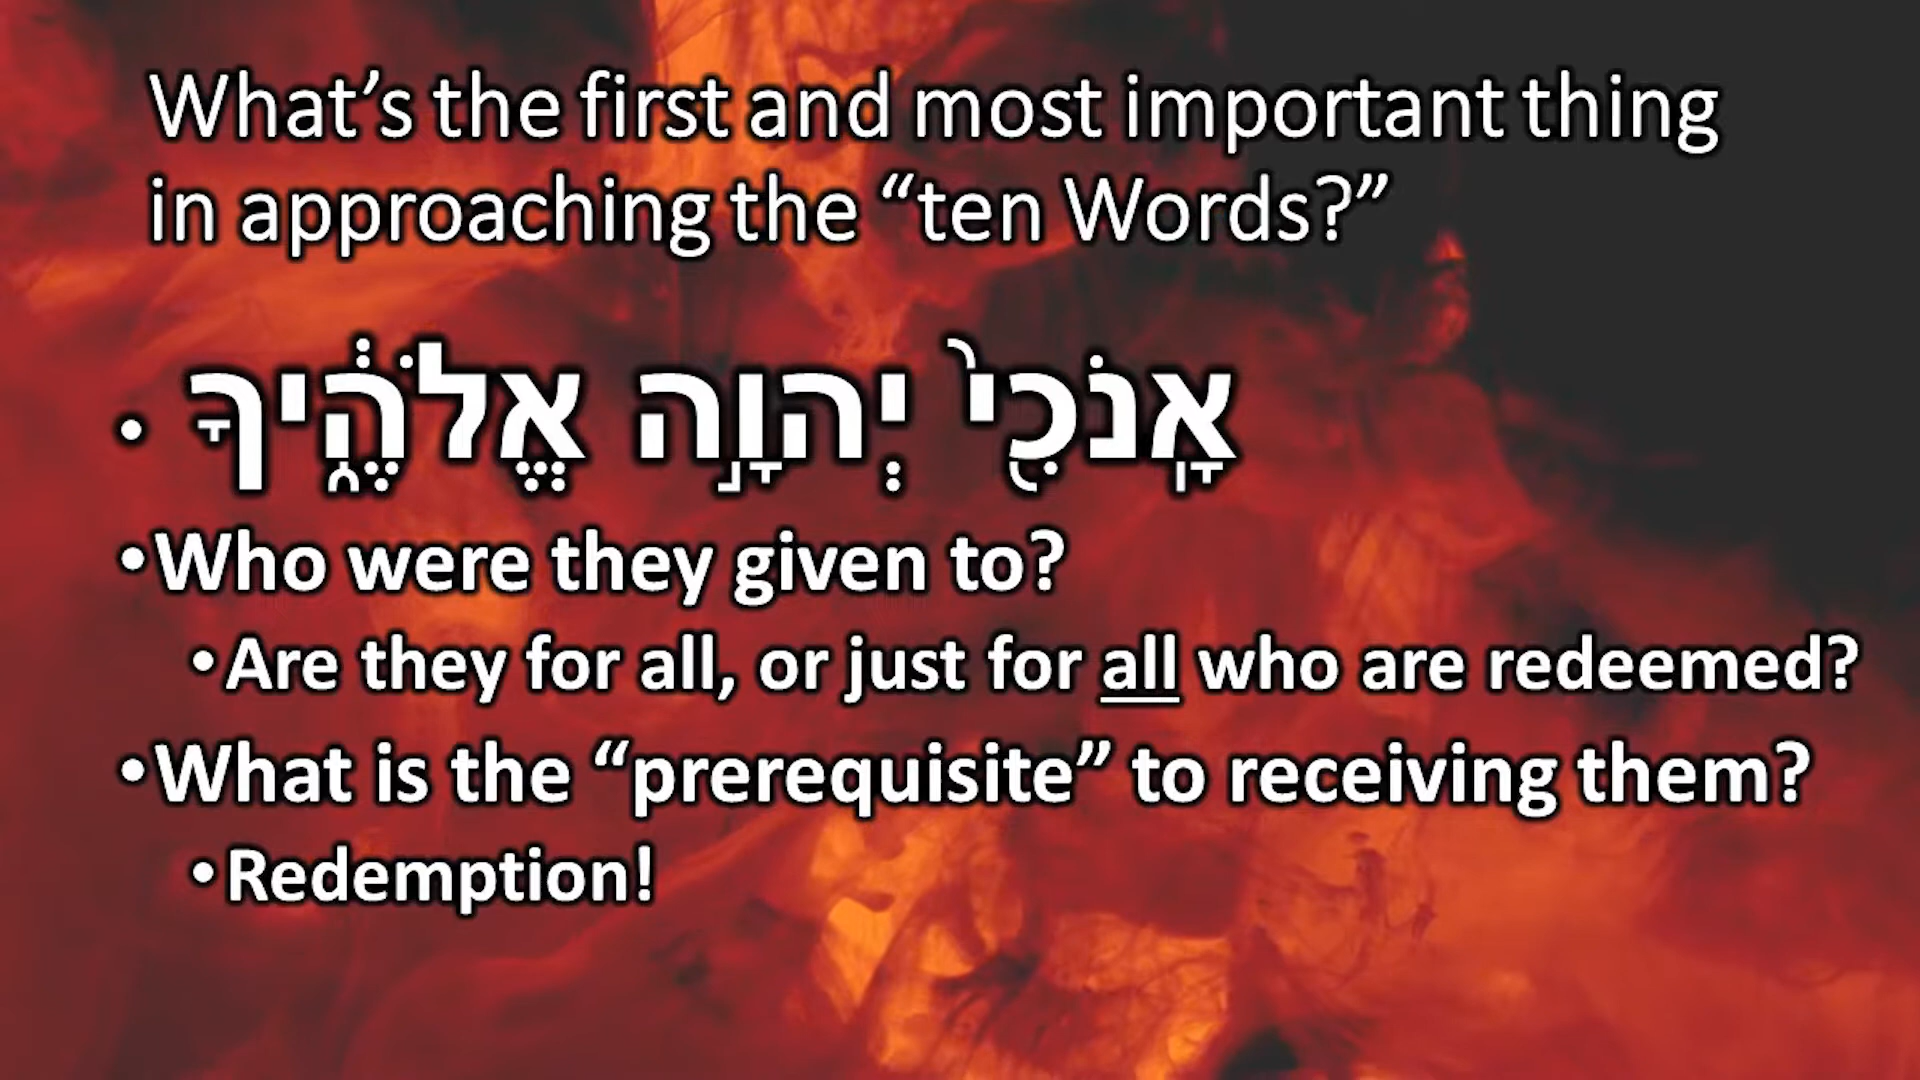 What’s the first and most important thing
in approaching the “ten Words?”
• אָֽנֹכִ֖י֙ יְהוָ֣ה אֱלֹהֶ֑֔יךָ
•Who were they given to?
•Are they for all, or just for all who are redeemed?
•What is the “prerequisite” to receiving them?
•Redemption!